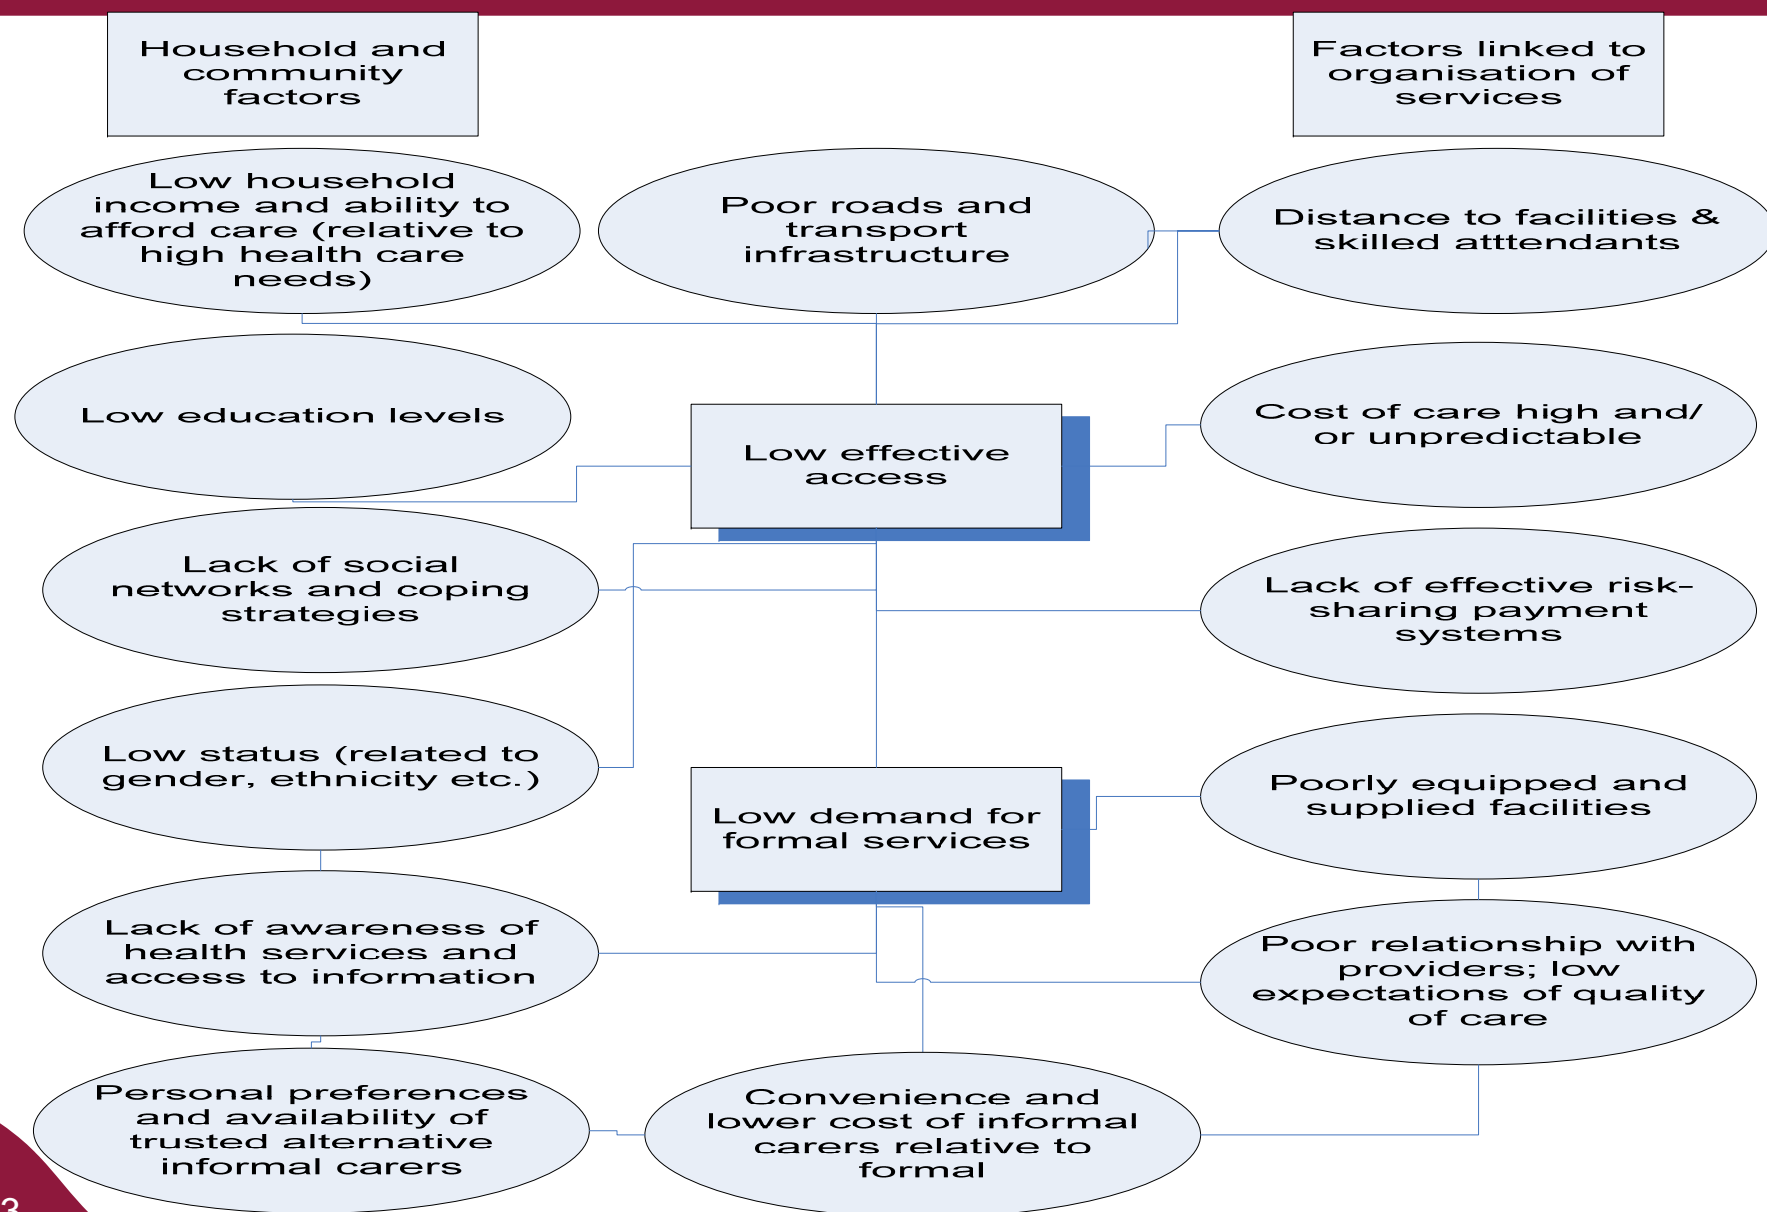 Household and
community
factors
Factors linked to
organisation of
services
Low household
income and ability to
afford care (relative to
high health care
needs)
Poor roads and
transport
infrastructure
Distance to facilities &
skilled atttendants
Low education levels
Low effective
access
Cost of care high and/
or unpredictable
Lack of social
networks and coping
strategies
Lack of effective risk-
sharing payment
systems
Low status (related to
gender, ethnicity etc.)
Low demand for
formal services
Poorly equipped and
supplied facilities
Lack of awareness of
health services and
access to information
Poor relationship with
providers; low
expectations of quality
of care
Personal preferences
and availability of
trusted alternative
informal carers
Convenience and
lower cost of informal
carers relative to
formal
3